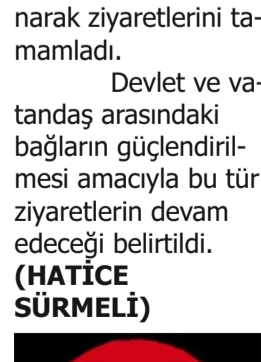 narak ziyaretlerini ta-
mamladı.
Devlet ve va-
tandaş arasındaki
bağların güçlendiril-
mesi amacıyla bu tür
ziyaretlerin devam
edeceği belirtildi.
(HATİCE
SÜRMELİ)